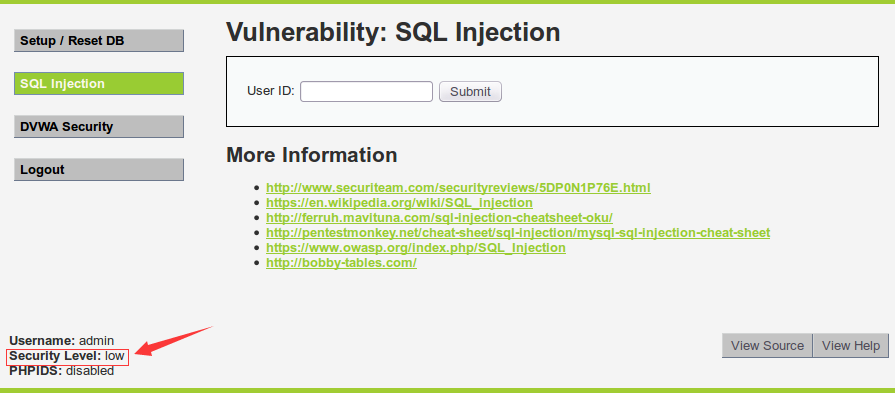 Setup / Reset DB
SQL Injection
DVWA Security
Logout
Vulnerability: SQL Injection
User ID:
Submit
More Information
http://www.securiteam.com/securityreviews/5DP0N1P76E.html
https://en.wikipedia.org/wiki/SQL_injection
http://ferruh.mavituna.com/sql-injection-cheatsheet-oku/
http://pentestmonkey.net/cheat-sheet/sql-injection/mysql-sql-injection-cheat-sheet
https://www.owasp.org/index.php/SQL_Injection
http://bobby-tables.com/
Username: admin
Security Level: low
PHPIDS: disabled
View Source
View Help